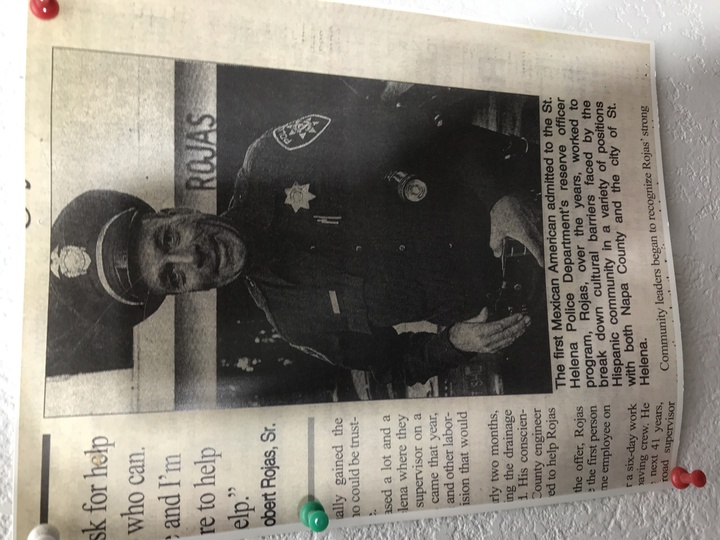 sk for help
who can.
and I'm
re to help
elp."
obert Rojas, Sr.
ally gained the
no could be trust-
ased a lot and a
lena where they
supervisor on a
came that year,
and other labor-
ision that would
rly two months,
ing the drainage
d. His conscien-
County engineer
ed to help Rojas
the offer, Rojas
the first person
me employee on
a six-day work
paving crew. He
next 41 years,
road supervisor
ROJAS
The first Mexican American admitted to the St.
Helena Police Department's reserve officer
program, Rojas, over the years, worked to
break down cultural barriers faced by the
Hispanic community in a variety of positions
with both Napa County and the city of St.
Helena.
Community leaders began to recognize Rojas' strong